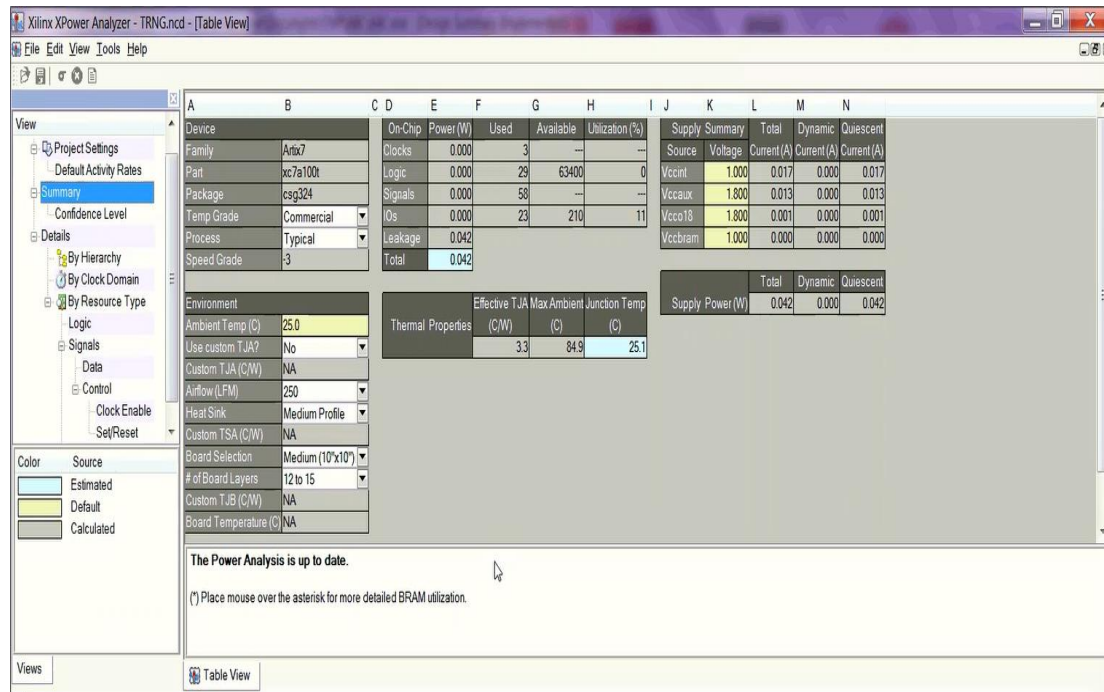 Xilinx XPower Analyzer - TRNG.ncd - [Table View]
File Edit View Tools Help
A B C D E F G H I J K L M N
View
Project Settings
Default Activity Rates
Summary
Confidence Level
Details
By Hierarchy
By Clock Domain
By Resource Type
Logic
Signals
Data
Control
Clock Enable
Set/Reset
Color Source
Estimated
Default
Calculated
Views
Device
Family Artix7
Part xc7a100t
Package csg324
Temp Grade Commercial
Process Typical
Speed Grade -3
Environment
Ambient Temp (C) 25.0
Use custom TJA? No
Custom TJA (C/W) NA
Airflow (LFM) 250
Heat Sink Medium Profile
Custom TSA (C/W) NA
Board Selection Medium (10"x10")
# of Board Layers 12 to 15
Custom TJB (C/W) NA
Board Temperature (C) NA
On-Chip Power (W) Used Available Utilization (%)
Clocks 0.000 3 --- ---
Logic 0.000 29 63400 0
Signals 0.000 58 --- ---
IOs 0.000 23 210 11
Leakage 0.042
Total 0.042
Effective TJA Max Ambient Junction Temp
Thermal Properties (C/W) (C) (C)
3.3 84.9 25.1
Supply Summary Total Dynamic Quiescent
Source Voltage Current (A) Current (A) Current (A)
Vccint 1.000 0.017 0.000 0.017
Vccaux 1.800 0.013 0.000 0.013
Vcco18 1.800 0.001 0.000 0.001
Vccbram 1.000 0.000 0.000 0.000
Total Dynamic Quiescent
Supply Power (W) 0.042 0.000 0.042
The Power Analysis is up to date.
(*) Place mouse over the asterisk for more detailed BRAM utilization.
Table View